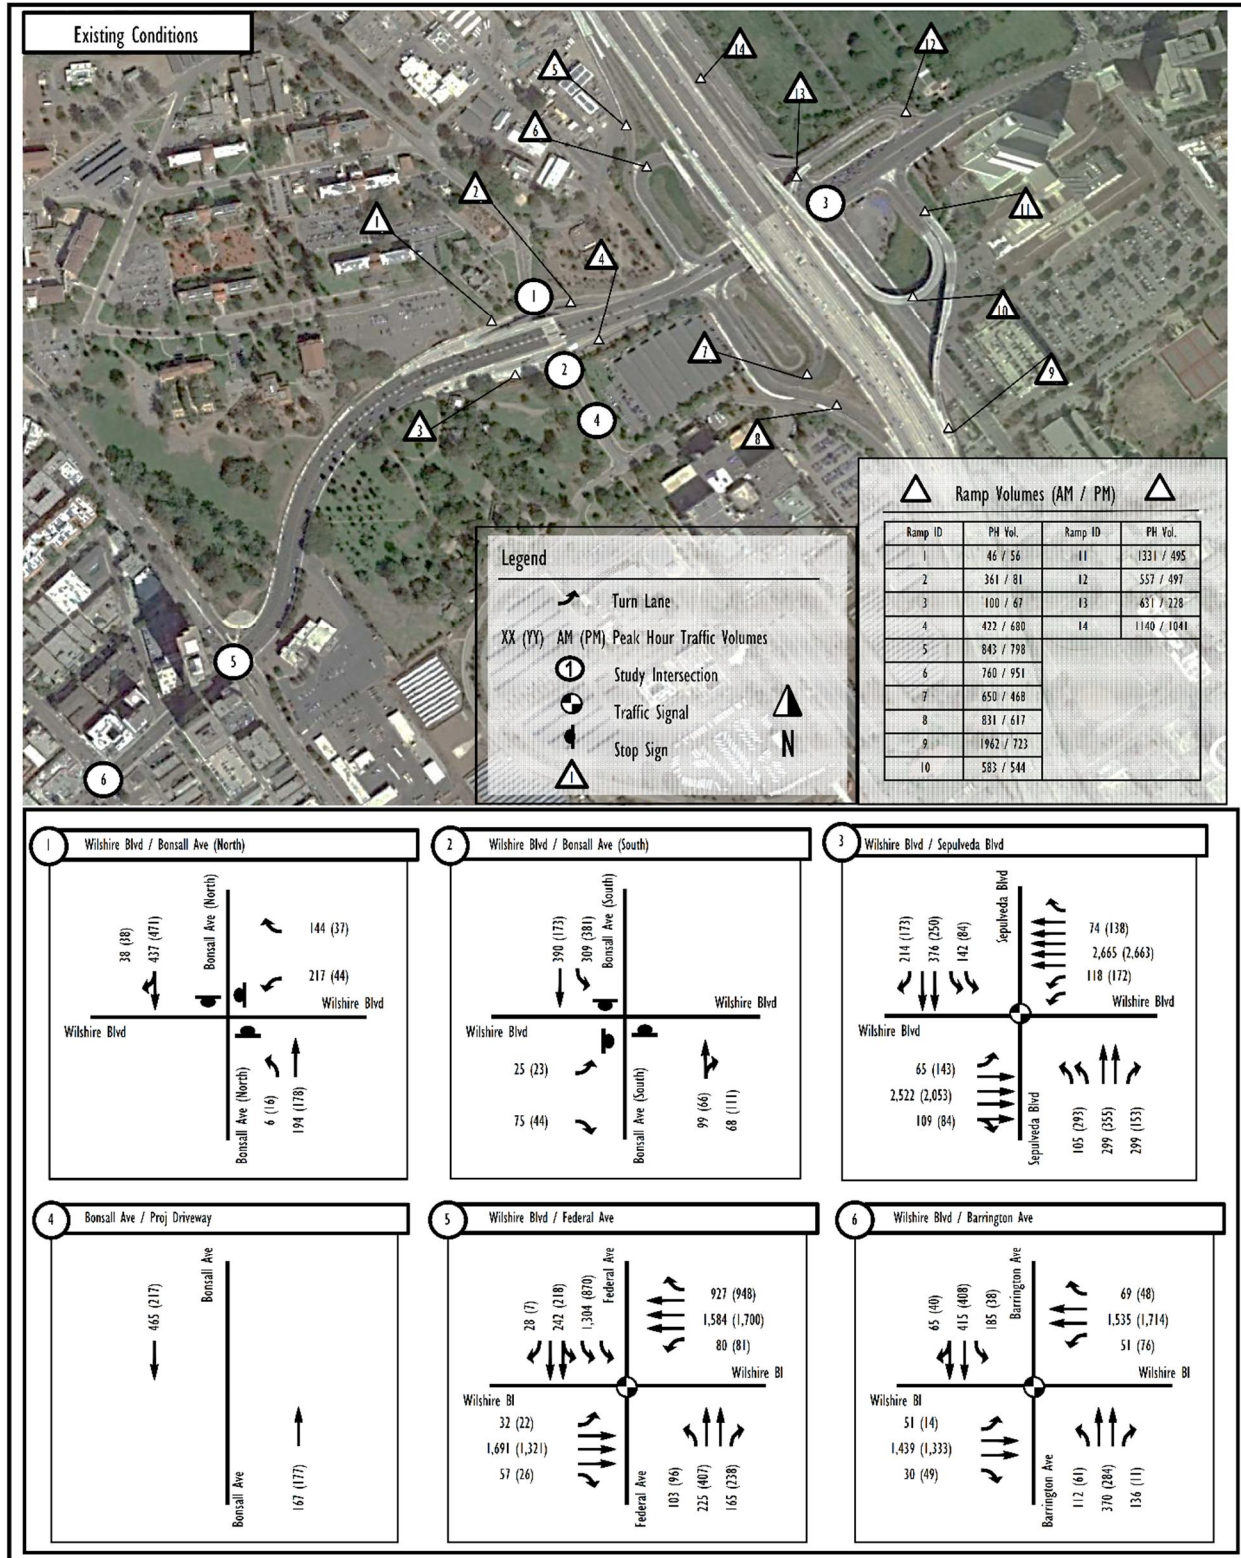 Existing Conditions
14
12
5
13
6
2
3
1
11
4
1
10
7
2
9
3
4
8
5
6
Legend
Turn Lane
XX (YY) AM (PM) Peak Hour Traffic Volumes
1 Study Intersection
Traffic Signal
Stop Sign
1
N
Ramp Volumes (AM / PM)
Ramp ID PH Vol. Ramp ID PH Vol.
1 46 / 56 11 1331 / 495
2 361 / 81 12 557 / 497
3 100 / 67 13 631 / 228
4 422 / 680 14 1140 / 1041
5 843 / 798
6 760 / 951
7 650 / 468
8 831 / 617
9 1962 / 723
10 583 / 544
1 Wilshire Blvd / Bonsall Ave (North)
38 (38)
437 (471)
Bonsall Ave (North)
144 (37)
217 (44)
Wilshire Blvd
Wilshire Blvd
Bonsall Ave (North)
6 (16)
194 (178)
2 Wilshire Blvd / Bonsall Ave (South)
390 (173)
309 (381)
Bonsall Ave (South)
Wilshire Blvd
Wilshire Blvd
25 (23)
75 (44)
Bonsall Ave (South)
99 (66)
68 (111)
3 Wilshire Blvd / Sepulveda Blvd
214 (173)
376 (250)
142 (84)
Sepulveda Blvd
74 (138)
2,665 (2,663)
118 (172)
Wilshire Blvd
Wilshire Blvd
65 (143)
2,522 (2,053)
109 (84)
Sepulveda Blvd
105 (293)
299 (355)
299 (153)
4 Bonsall Ave / Proj Driveway
465 (217)
Bonsall Ave
Bonsall Ave
167 (177)
5 Wilshire Blvd / Federal Ave
28 (7)
242 (218)
1,304 (870)
Federal Ave
927 (948)
1,584 (1,700)
80 (81)
Wilshire Bl
Wilshire Bl
32 (22)
1,691 (1,321)
57 (26)
Federal Ave
103 (96)
225 (407)
165 (238)
6 Wilshire Blvd / Barrington Ave
65 (40)
415 (408)
185 (38)
Barrington Ave
69 (48)
1,535 (1,714)
51 (76)
Wilshire Bl
Wilshire Bl
51 (14)
1,439 (1,333)
30 (49)
Barrington Ave
112 (61)
370 (284)
136 (11)